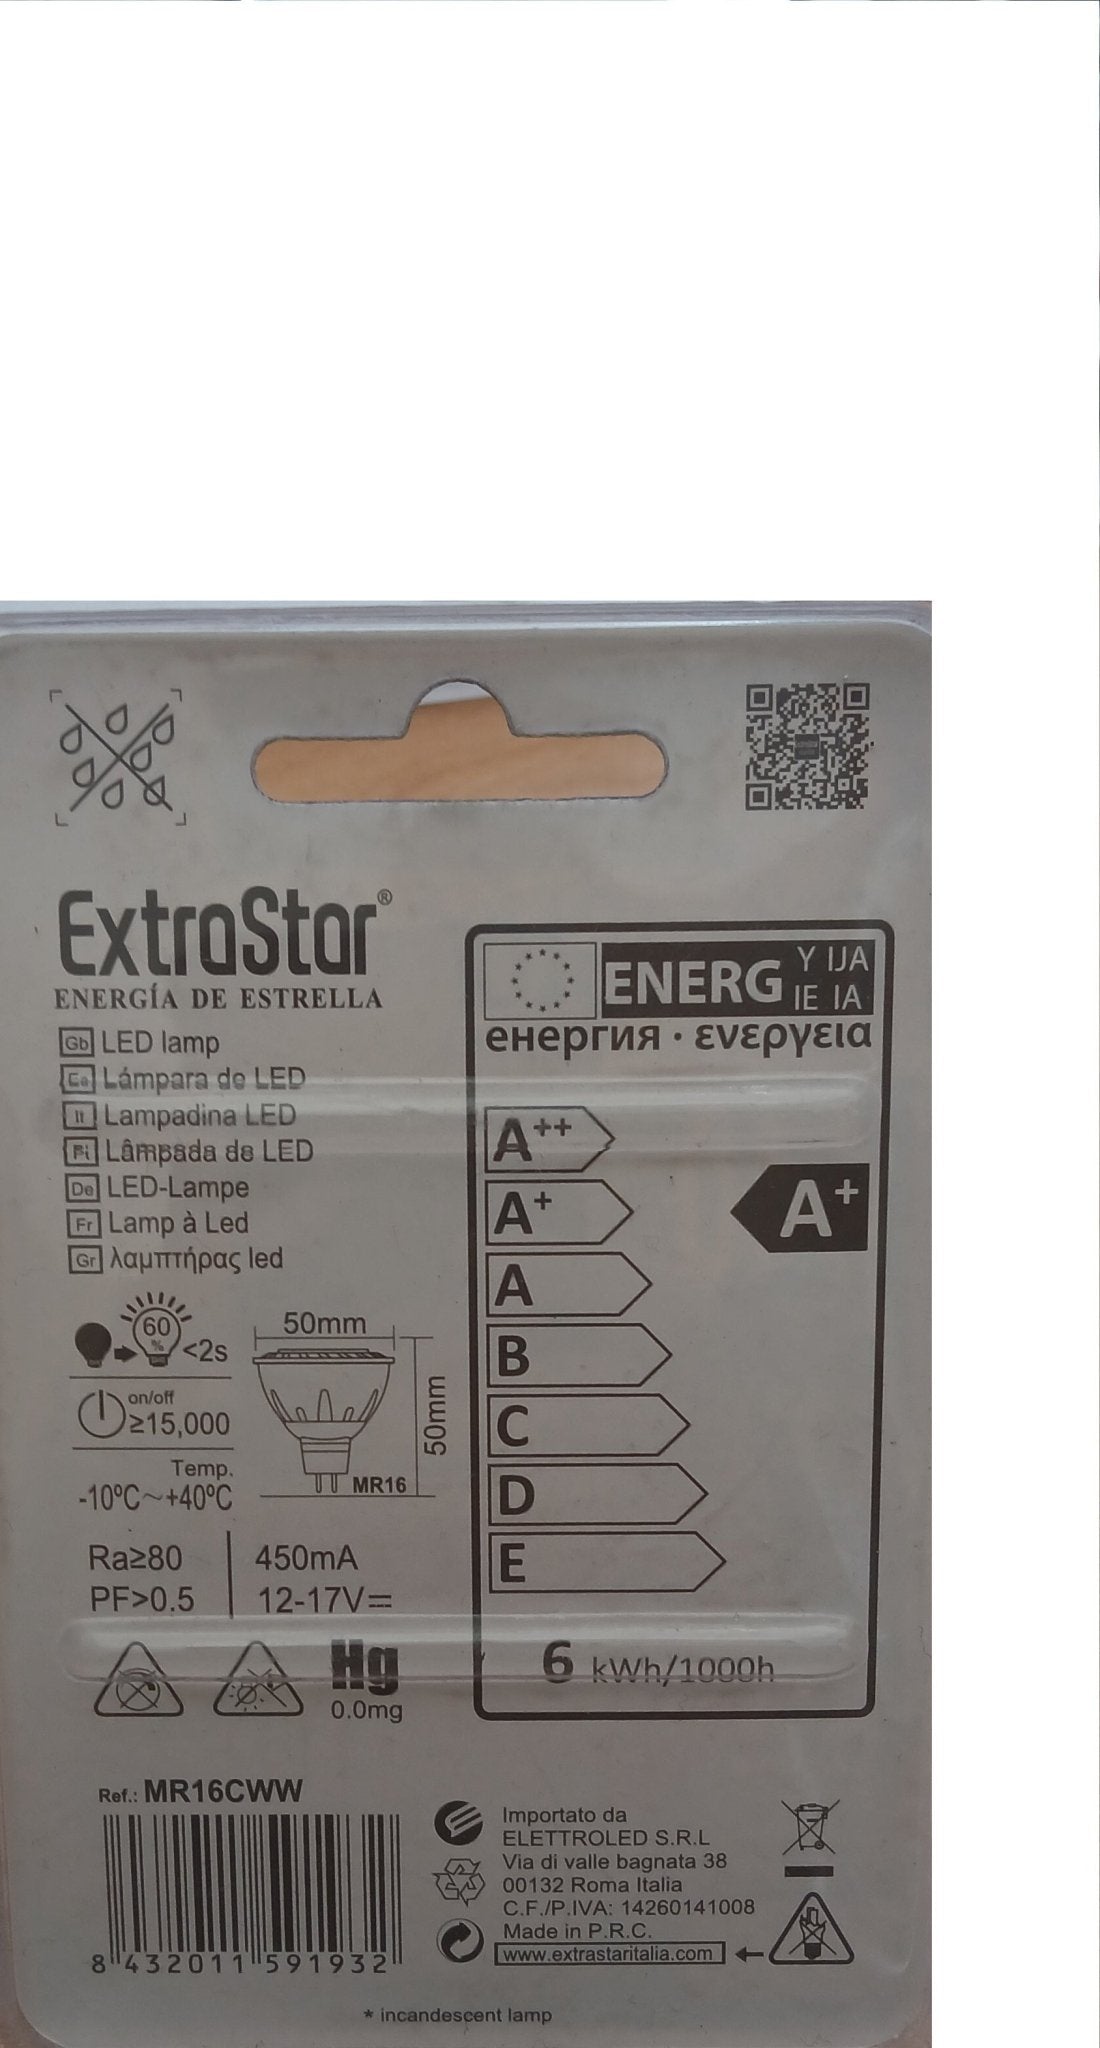 ExtraStar®
ENERGÍA DE ESTRELLA
Gb LED lamp
Ca Lámpara de LED
It Lampadina LED
Lâmpada de LED
De LED-Lampe
Fr Lamp à Led
Gr λαμπτήρας led
60 % <2s
on/off
≥15,000
Temp.
-10ºC~+40ºC
50mm
50mm
MR16
Ra≥80
PF>0.5
450mA
12-17V
Hg
0.0mg
ENERG Y IJA
IE IA
енергия · ενεργεια
A++
A+
A+
A
B
C
D
E
6 kWh/1000h
Ref.: MR16CWW
8 432011 591932
Importato da
ELETTROLED S.R.L
Via di valle bagnata 38
00132 Roma Italia
C.F./P.IVA: 14260141008
Made in P.R.C.
www.extrastaritalia.com
* incandescent lamp